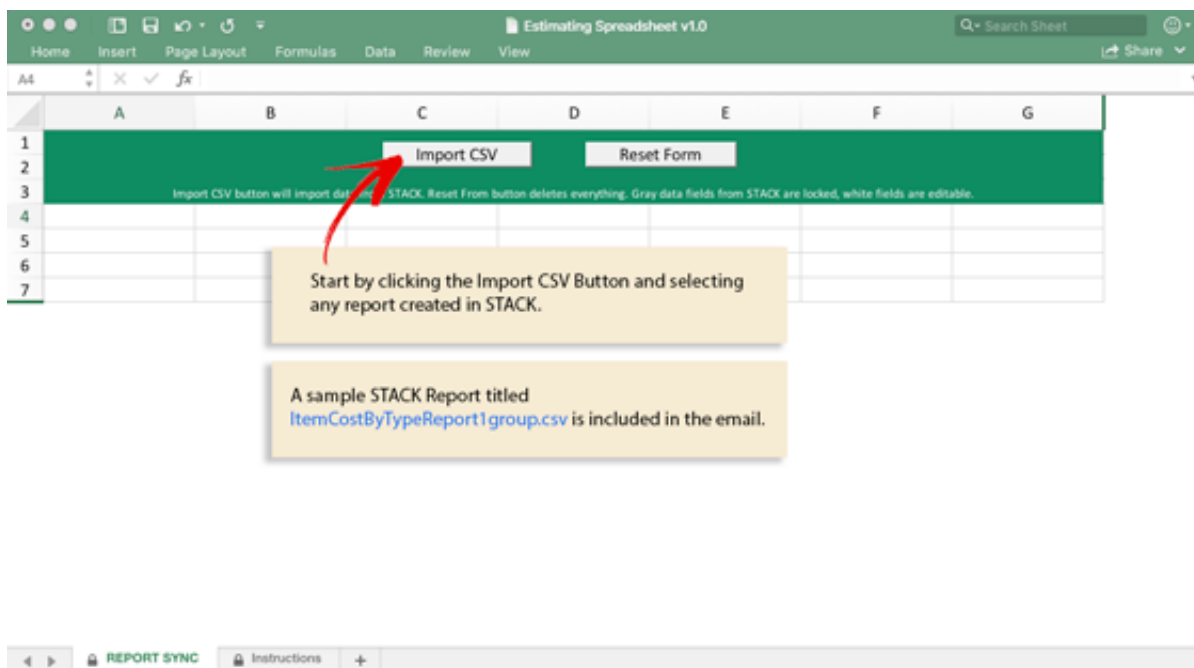 Estimating Spreadsheet v1.0
Search Sheet
Home Insert Page Layout Formulas Data Review View
Share
A4 fx
A B C D E F G
1
Import CSV Reset Form
2
3 Import CSV button will import data STACK. Reset From button deletes everything. Gray data fields from STACK are locked, white fields are editable.
4
5
6
7
Start by clicking the Import CSV Button and selecting
any report created in STACK.
A sample STACK Report titled
ItemCostByTypeReport1group.csv is included in the email.
REPORT SYNC Instructions +